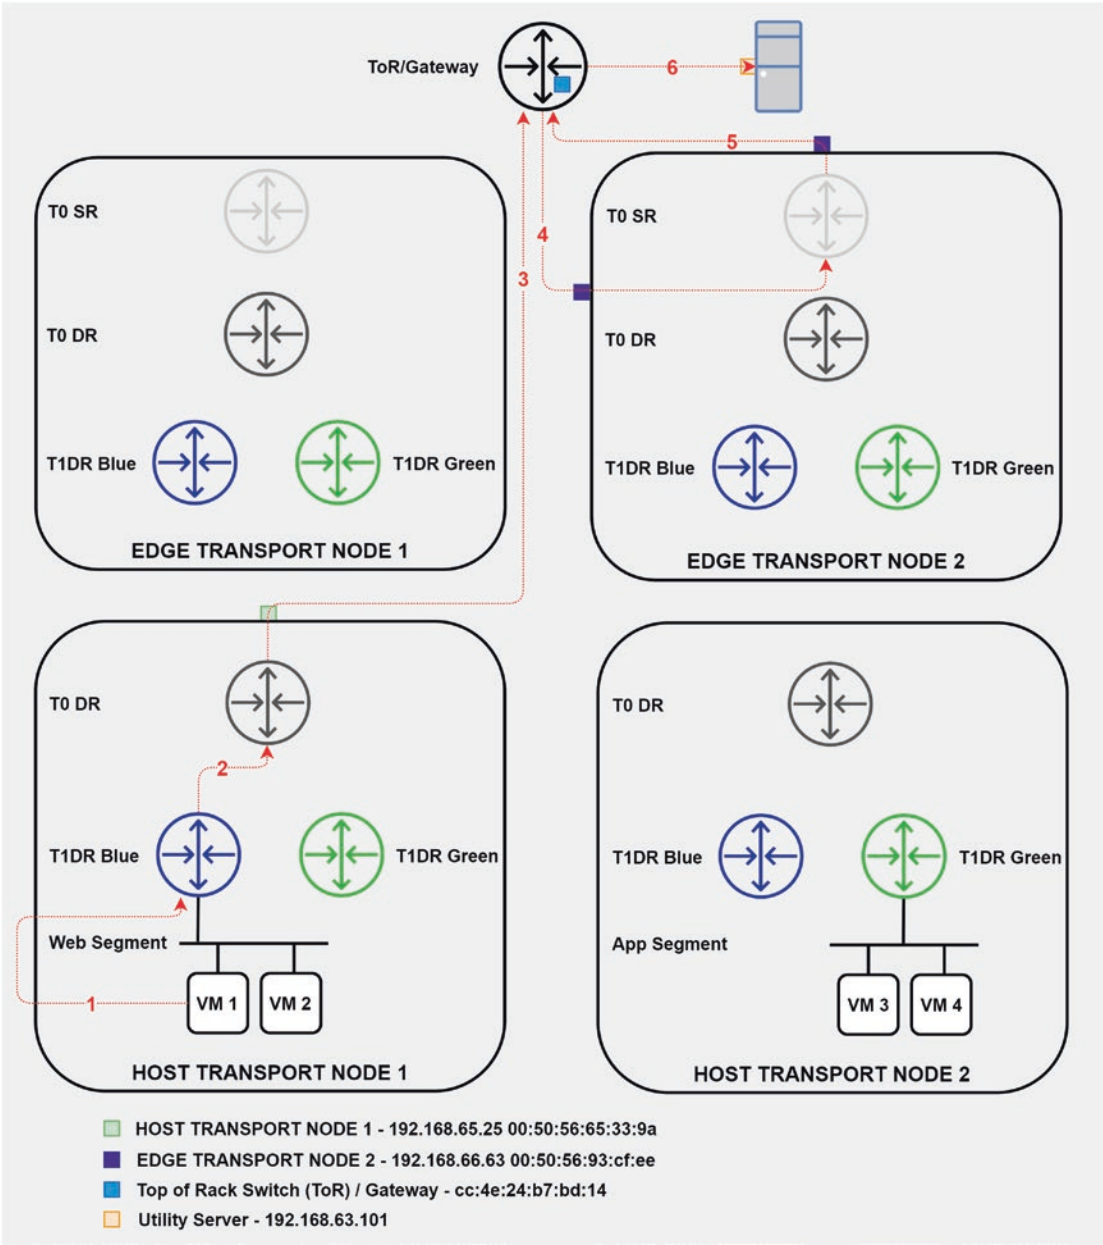 ToR/Gateway
6
5
T0 SR
T0 SR
4
3
T0 DR
T0 DR
T1DR Blue
T1DR Green
T1DR Blue
T1DR Green
EDGE TRANSPORT NODE 1
EDGE TRANSPORT NODE 2
T0 DR
T0 DR
2
T1DR Blue
T1DR Green
T1DR Blue
T1DR Green
Web Segment
App Segment
1
VM 1
VM 2
VM 3
VM 4
HOST TRANSPORT NODE 1
HOST TRANSPORT NODE 2
HOST TRANSPORT NODE 1 - 192.168.65.25 00:50:56:65:33:9a
EDGE TRANSPORT NODE 2 - 192.168.66.63 00:50:56:93:cf:ee
Top of Rack Switch (ToR) / Gateway - cc:4e:24:b7:bd:14
Utility Server - 192.168.63.101